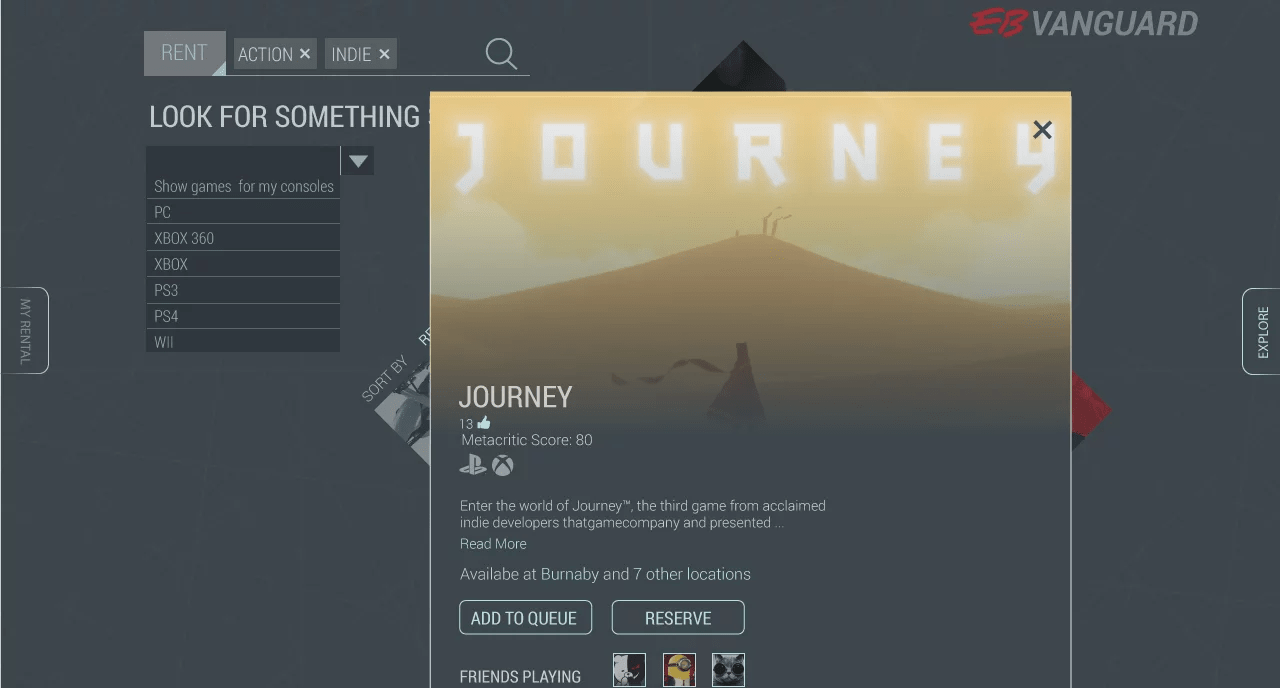 EB VANGUARD
RENT
ACTION ×
INDIE ×
LOOK FOR SOMETHING
Show games for my consoles
PC
XBOX 360
XBOX
PS3
PS4
WII
MY RENTAL
SORT BY
EXPLORE
JOURNEY
JOURNEY
13
Metacritic Score: 80
Enter the world of Journey™, the third game from acclaimed
indie developers thatgamecompany and presented ...
Read More
Availabe at Burnaby and 7 other locations
ADD TO QUEUE
RESERVE
FRIENDS PLAYING